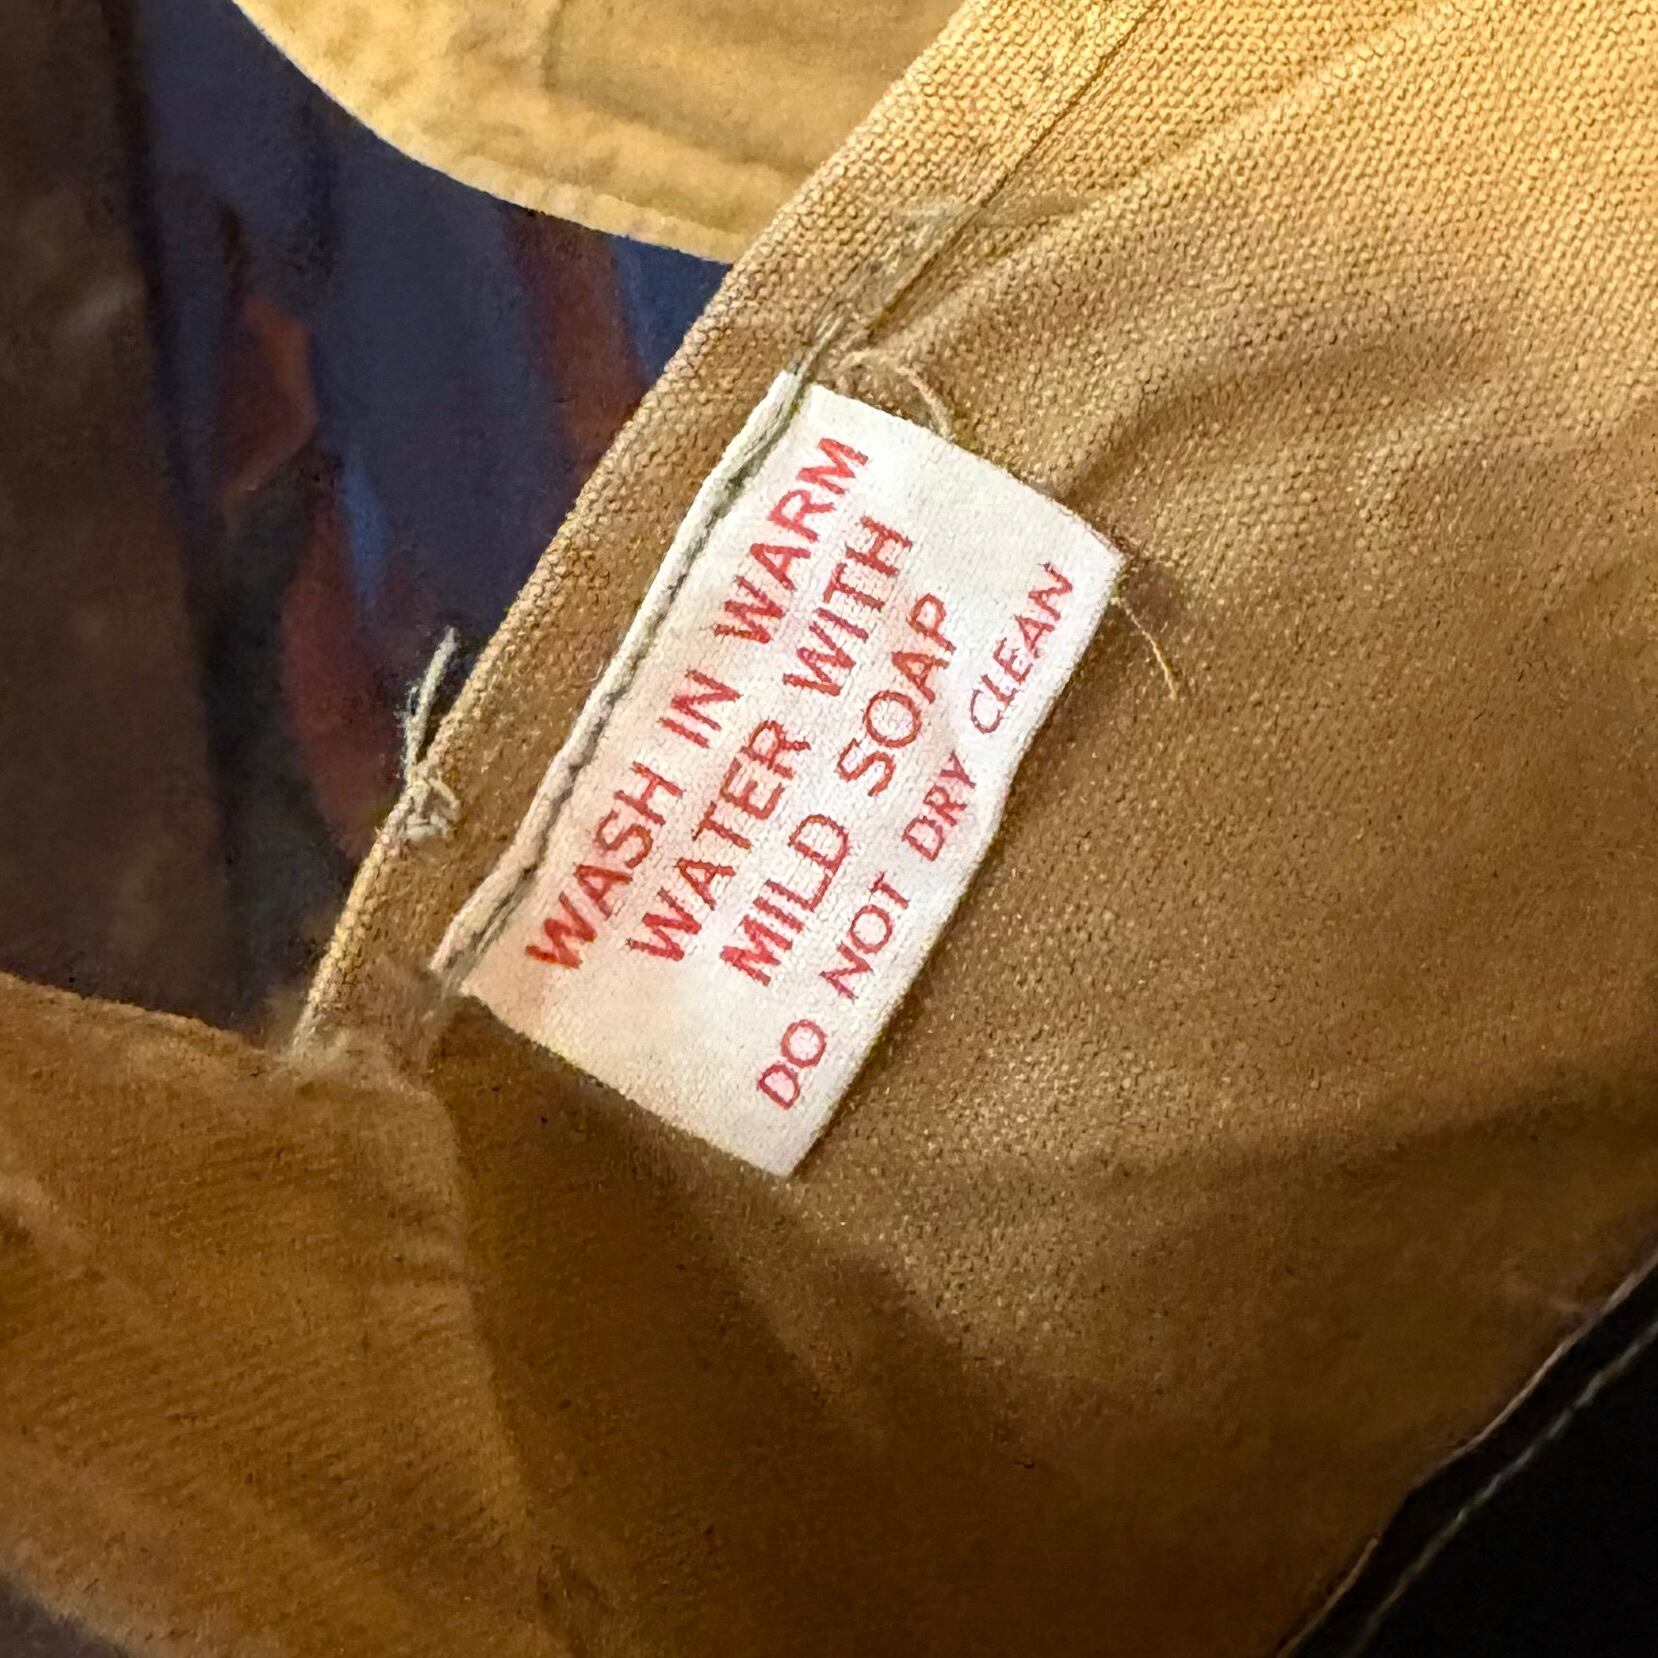 WASH IN WARM
WATER WITH
MILD SOAP
DO NOT DRY CLEAN